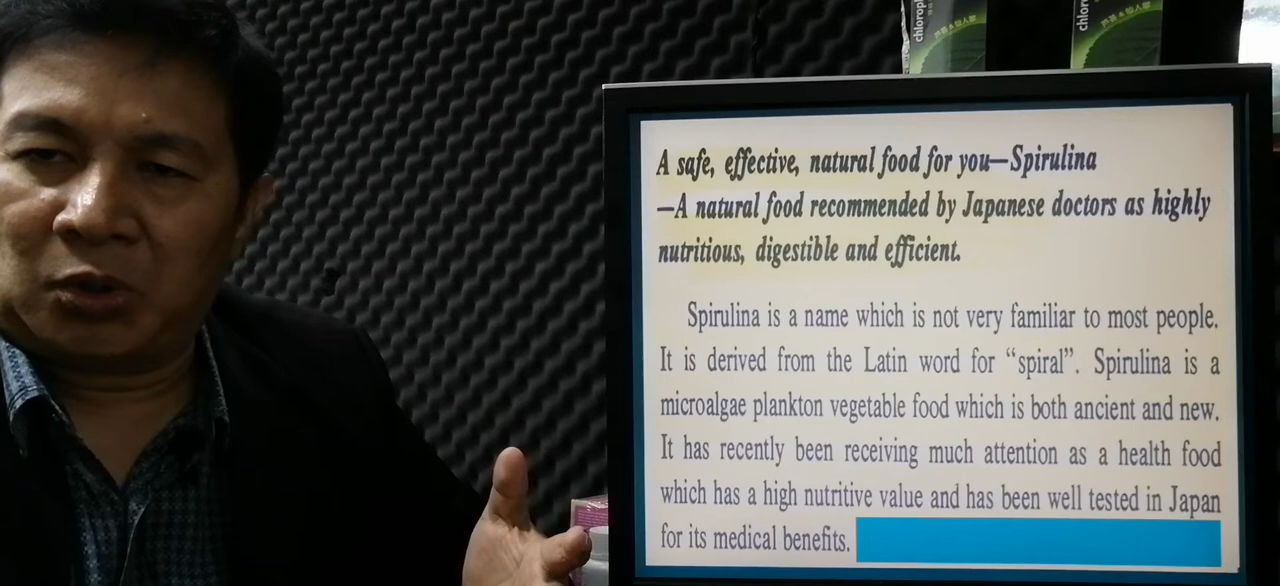 chlorop
A safe, effective, natural food for you—Spirulina
—A natural food recommended by Japanese doctors as highly
nutritious, digestible and efficient.
Spirulina is a name which is not very familiar to most people.
It is derived from the Latin word for “spiral”. Spirulina is a
microalgae plankton vegetable food which is both ancient and new.
It has recently been receiving much attention as a health food
which has a high nutritive value and has been well tested in Japan
for its medical benefits.